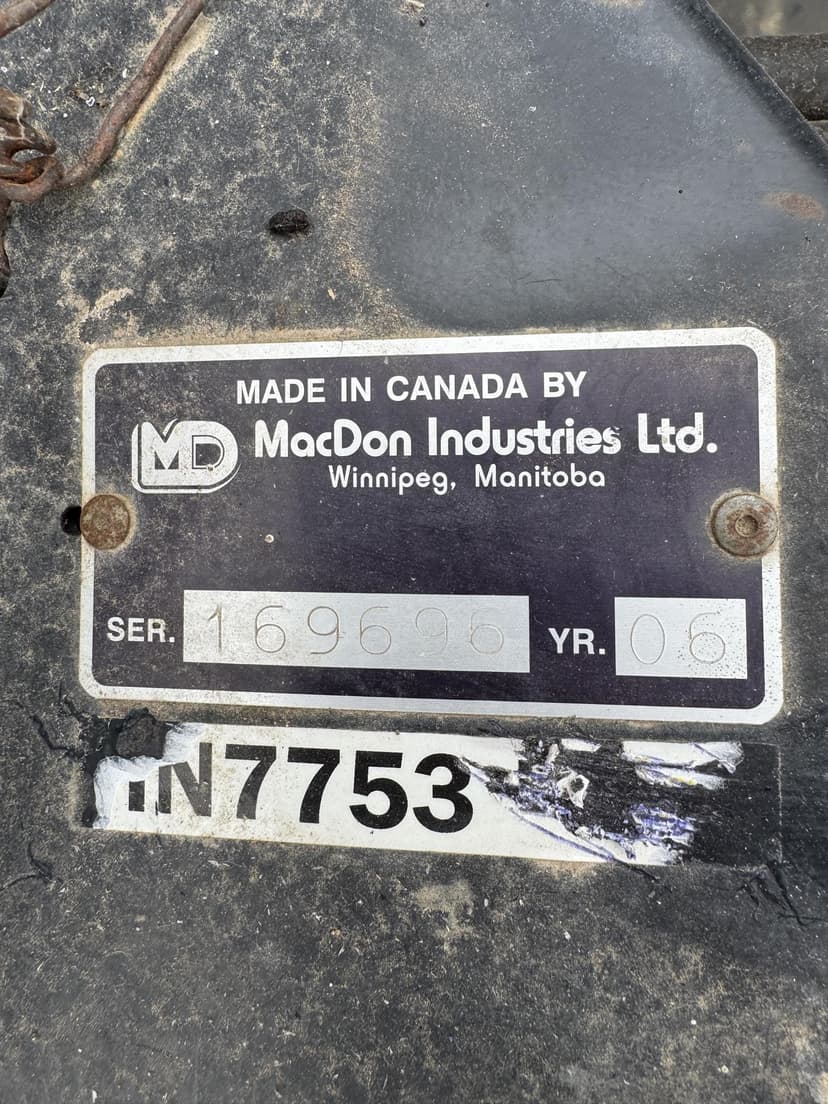 MADE IN CANADA BY
MD MacDon Industries Ltd.
Winnipeg, Manitoba
SER. 169696 YR. 06
N7753